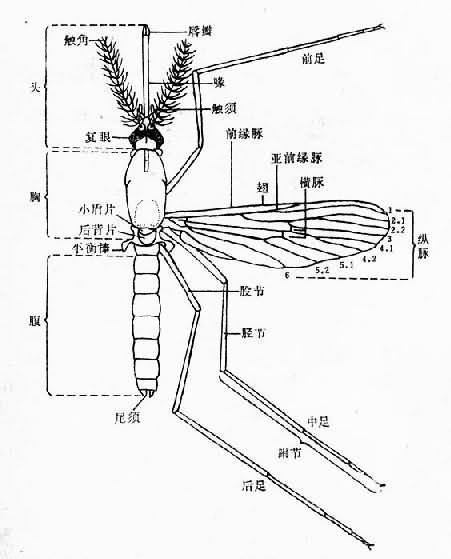 触角
唇瓣
前足
头
喙
触须
复眼
前缘脉
亚前缘脉
翅
横脉
胸
小盾片
后背片
平衡棒
1
2.1
2.2
3
4.1
4.2
5.1
5.2
6
纵脉
股节
腹
胫节
尾须
中足
跗节
后足